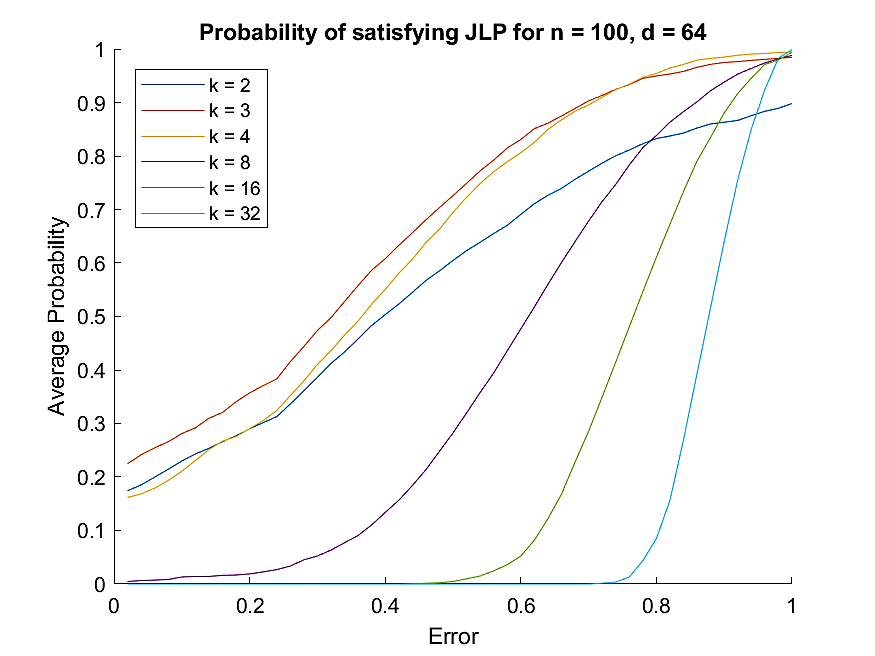 Probability of satisfying JLP for n = 100, d = 64
1
0.9
0.8
0.7
0.6
0.5
0.4
0.3
0.2
0.1
0
k = 2
k = 3
k = 4
k = 8
k = 16
k = 32
Average Probability
0
0.2
0.4
0.6
0.8
1
Error